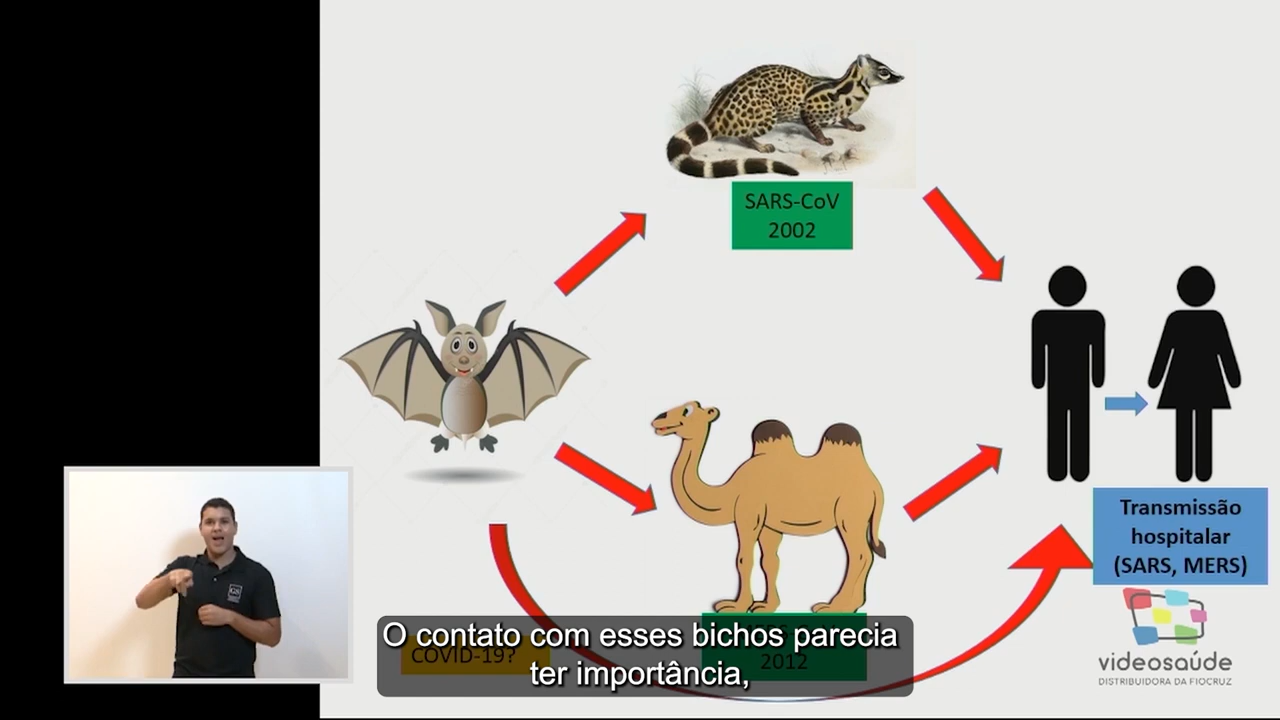 SARS-CoV
2002
Transmissão
hospitalar
(SARS, MERS)
O contato com esses bichos parecia
ter importância,
COVID-19?
2012
videosaúde
DISTRIBUIDORA DA FIOCRUZ